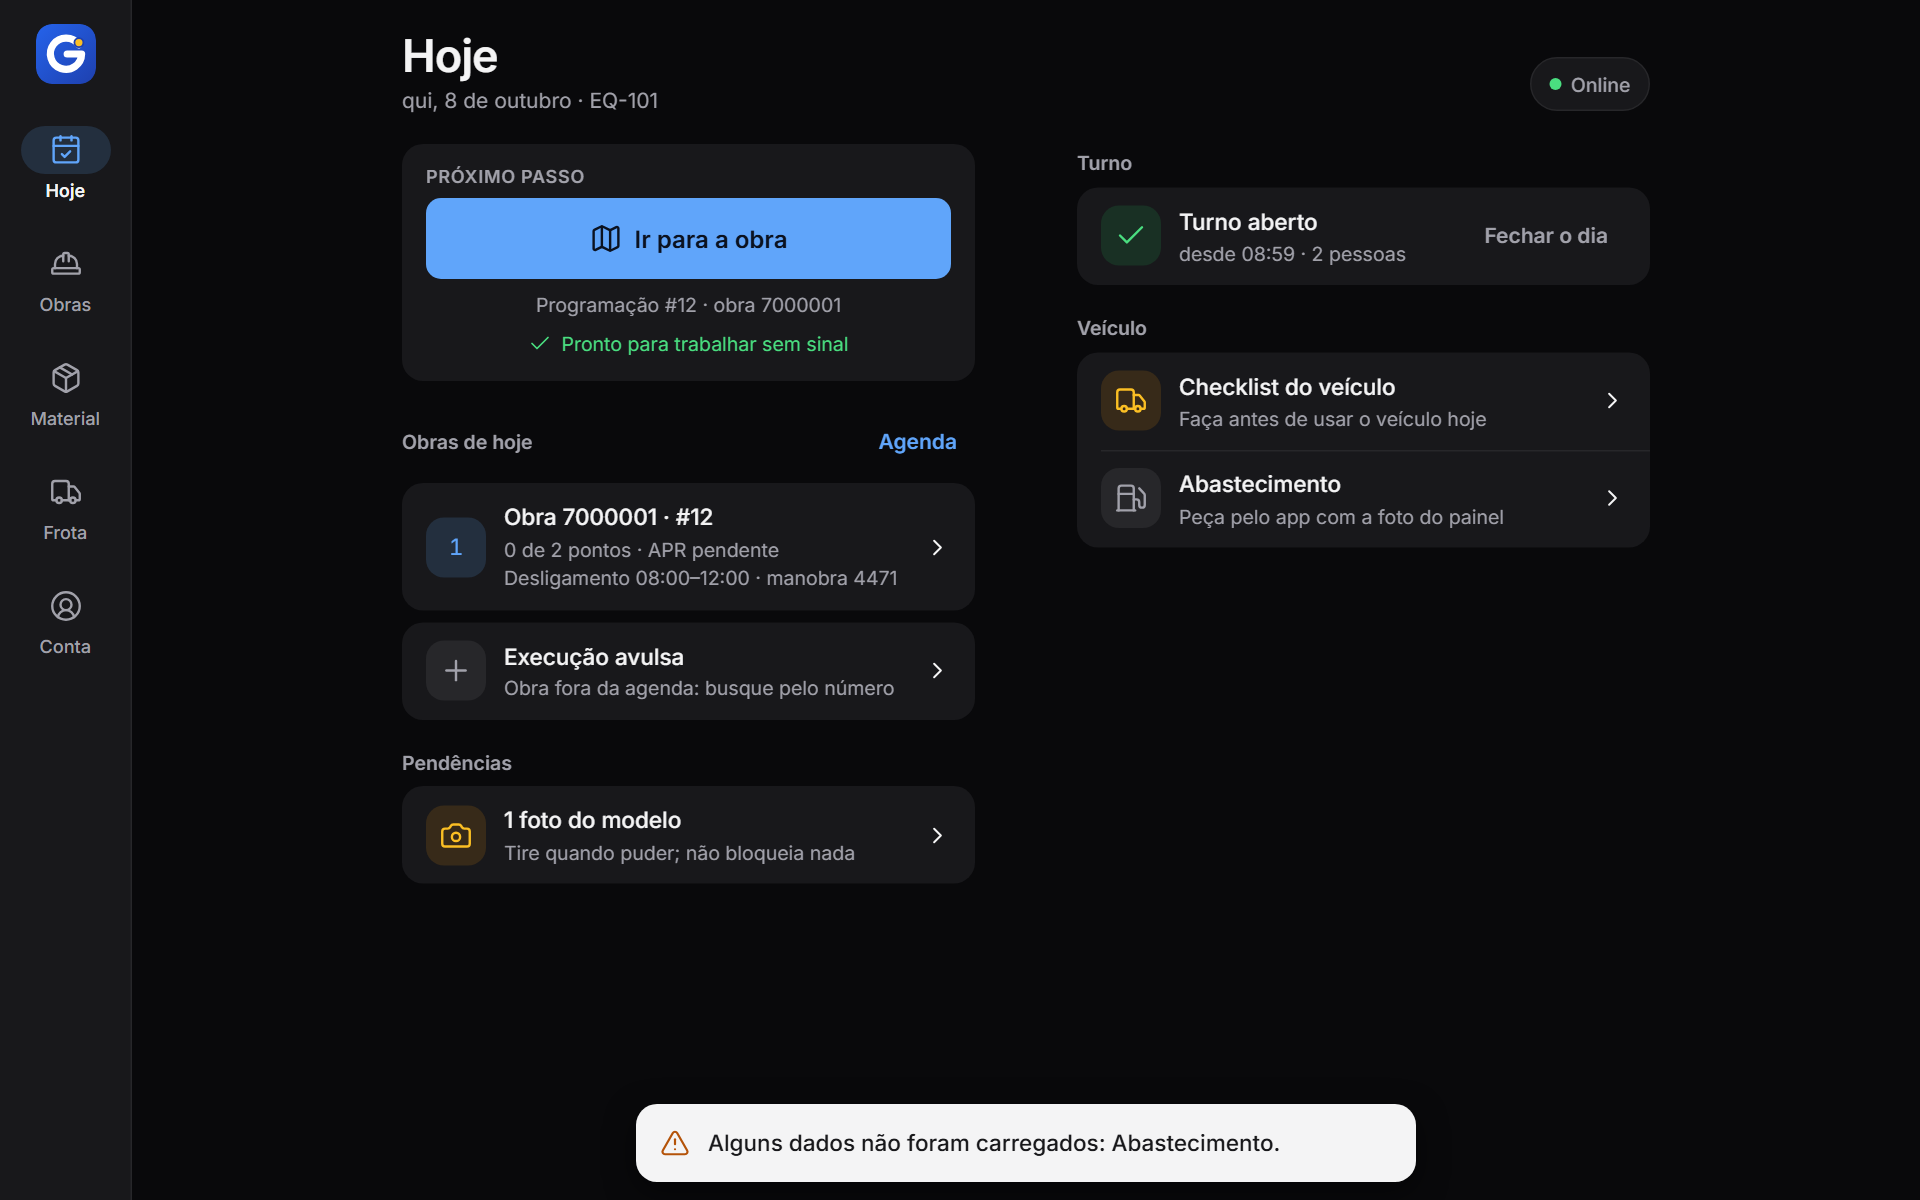 G
Hoje
Obras
Material
Frota
Conta
Hoje
qui, 8 de outubro · EQ-101
Online
PRÓXIMO PASSO
Ir para a obra
Programação #12 · obra 7000001
Pronto para trabalhar sem sinal
Obras de hoje
Agenda
1
Obra 7000001 · #12
0 de 2 pontos · APR pendente
Desligamento 08:00–12:00 · manobra 4471
Execução avulsa
Obra fora da agenda: busque pelo número
Pendências
1 foto do modelo
Tire quando puder; não bloqueia nada
Turno
Turno aberto
desde 08:59 · 2 pessoas
Fechar o dia
Veículo
Checklist do veículo
Faça antes de usar o veículo hoje
Abastecimento
Peça pelo app com a foto do painel
Alguns dados não foram carregados: Abastecimento.